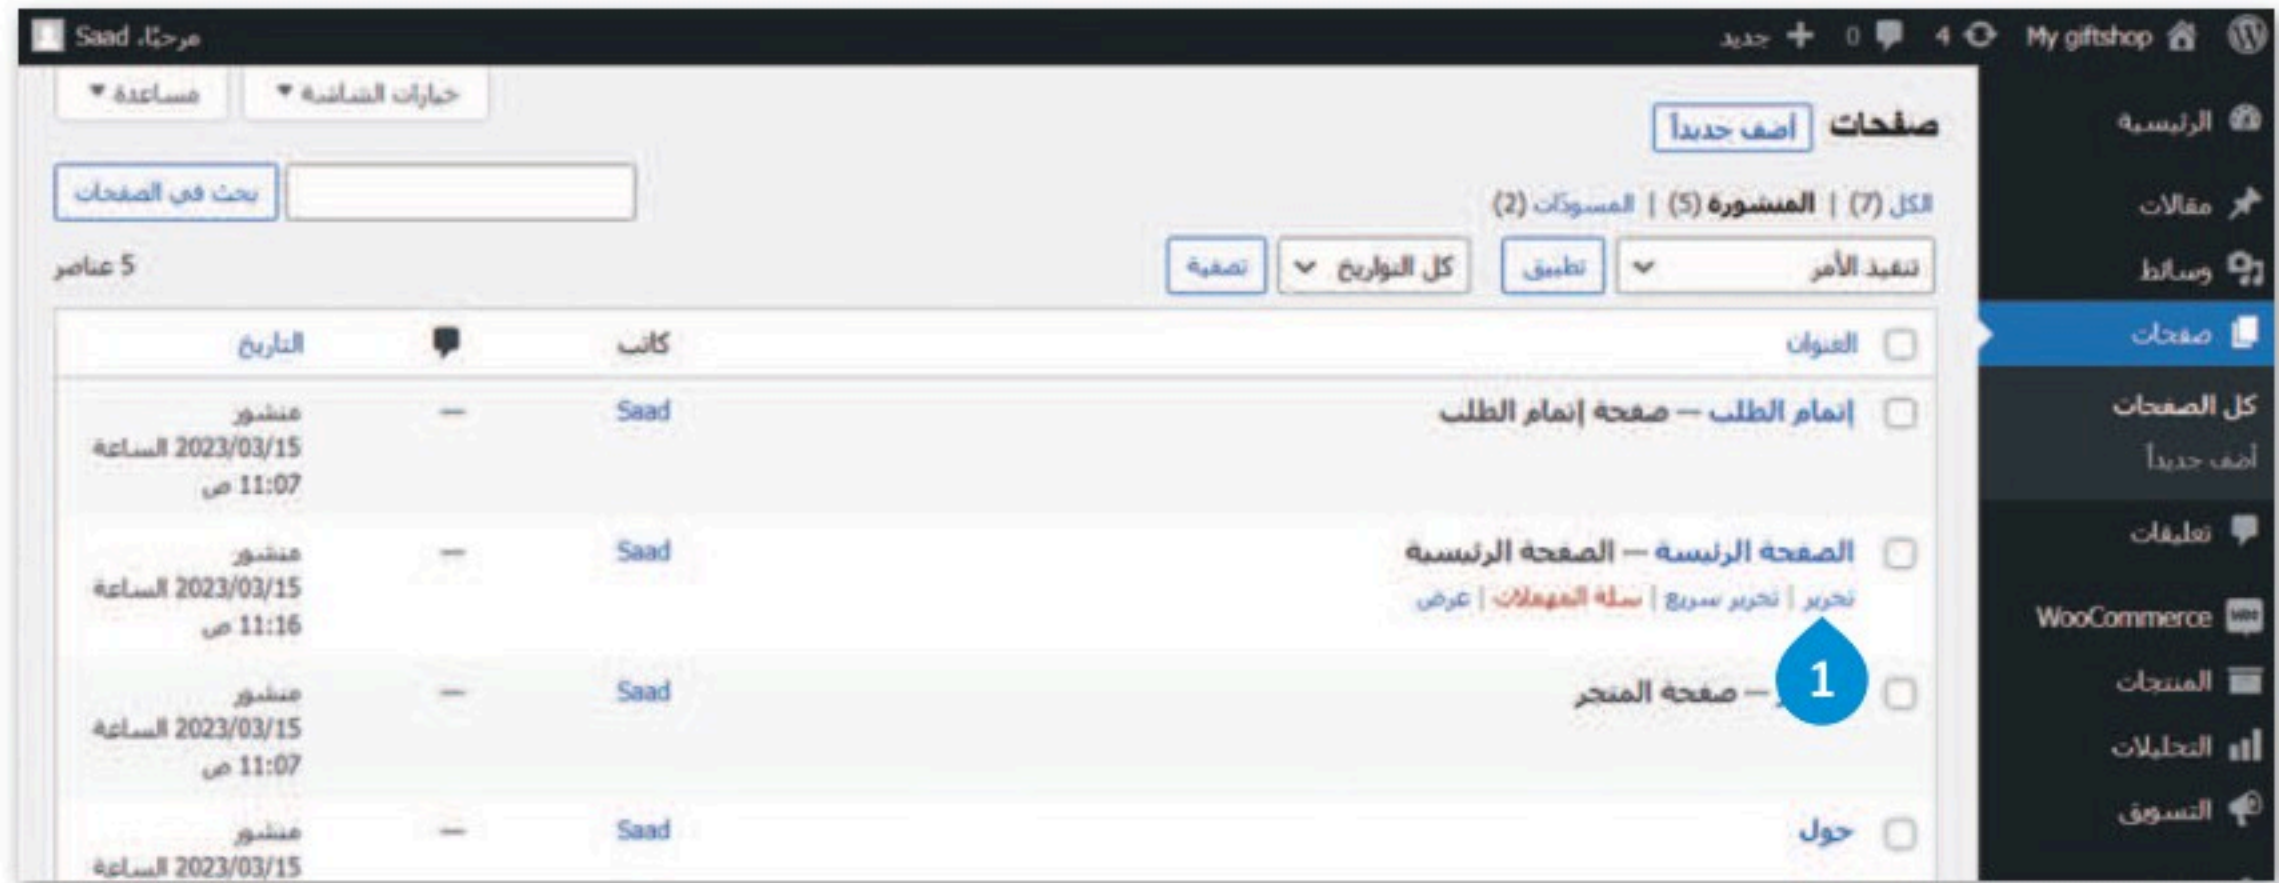 My giftshop 4 0 جديد
مرحبًا، Saad
الرئيسية
مقالات
وسائط
صفحات
كل الصفحات
أضف جديداً
تعليقات
WooCommerce
المنتجات
التحليلات
التسويق
خيارات الشاشة
مساعدة
صفحات أضف جديداً
الكل (7) | المنشورة (5) | المسودّات (2)
بحث في الصفحات
تنفيذ الأمر تطبيق كل التواريخ تصفية
5 عناصر
العنوان كاتب التاريخ
إتمام الطلب — صفحة إتمام الطلب Saad — منشور
2023/03/15 الساعة
11:07 ص
الصفحة الرئيسة — الصفحة الرئيسية Saad — منشور
تحرير | تحرير سريع | سلة المهملات | عرض 2023/03/15 الساعة
11:16 ص
1
— صفحة المتجر Saad — منشور
2023/03/15 الساعة
11:07 ص
حول Saad — منشور
2023/03/15 الساعة